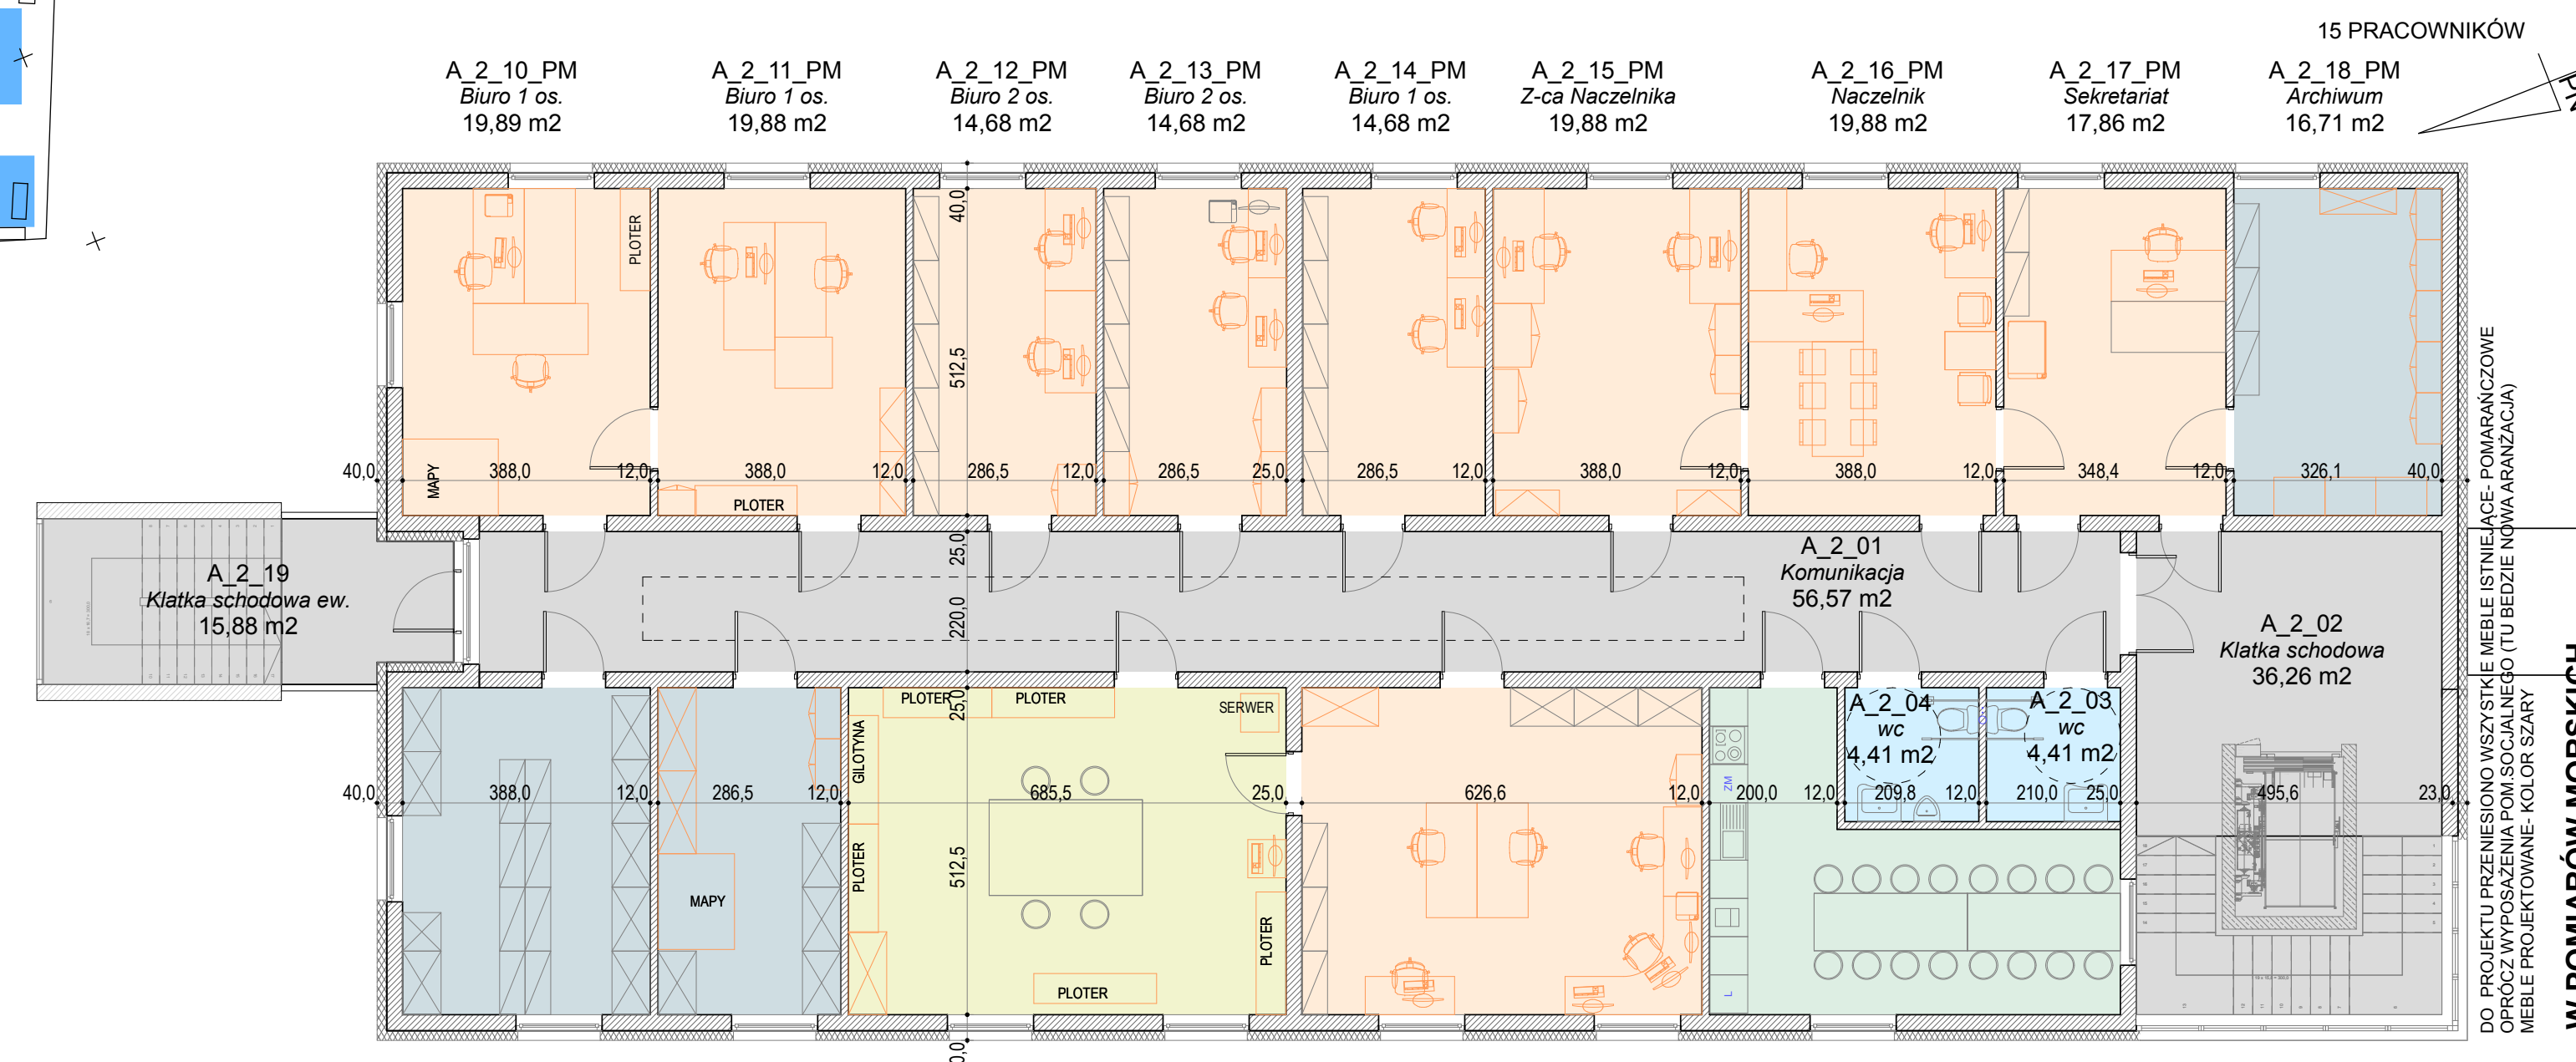 15 PRACOWNIKÓW
A_2_10_PM
Biuro 1 os.
19,89 m2
A_2_11_PM
Biuro 1 os.
19,88 m2
A_2_12_PM
Biuro 2 os.
14,68 m2
A_2_13_PM
Biuro 2 os.
14,68 m2
A_2_14_PM
Biuro 1 os.
14,68 m2
A_2_15_PM
Z-ca Naczelnika
19,88 m2
A_2_16_PM
Naczelnik
19,88 m2
A_2_17_PM
Sekretariat
17,86 m2
A_2_18_PM
Archiwum
16,71 m2
PLOTER
40,0
512,5
MAPY
PLOTER
40,0
388,0
12,0
388,0
12,0
286,5
12,0
286,5
25,0
286,5
12,0
388,0
12,0
388,0
12,0
348,4
12,0
326,1
40,0
25,0
220,0
A_2_19
Klatka schodowa ew.
15,88 m2
A_2_01
Komunikacja
56,57 m2
A_2_02
Klatka schodowa
36,26 m2
PLOTER
PLOTER
25,0
SERWER
GILOTYNA
A_2_04
wc
4,41 m2
A_2_03
wc
4,41 m2
ZM
40,0
388,0
12,0
286,5
12,0
685,5
25,0
626,6
12,0
200,0
12,0
209,8
12,0
210,0
25,0
495,6
23,0
512,5
PLOTER
MAPY
PLOTER
PLOTER
L
DO PROJEKTU PRZENIESIONO WSZYSTKIE MEBLE ISTNIEJĄCE- POMARAŃCZOWE
OPRÓCZ WYPOSAŻENIA POM.SOCJALNEGO (TU BEDZIE NOWA ARANŻACJA)
MEBLE PROJEKTOWANE- KOLOR SZARY
W POMIARÓW MORSKICH